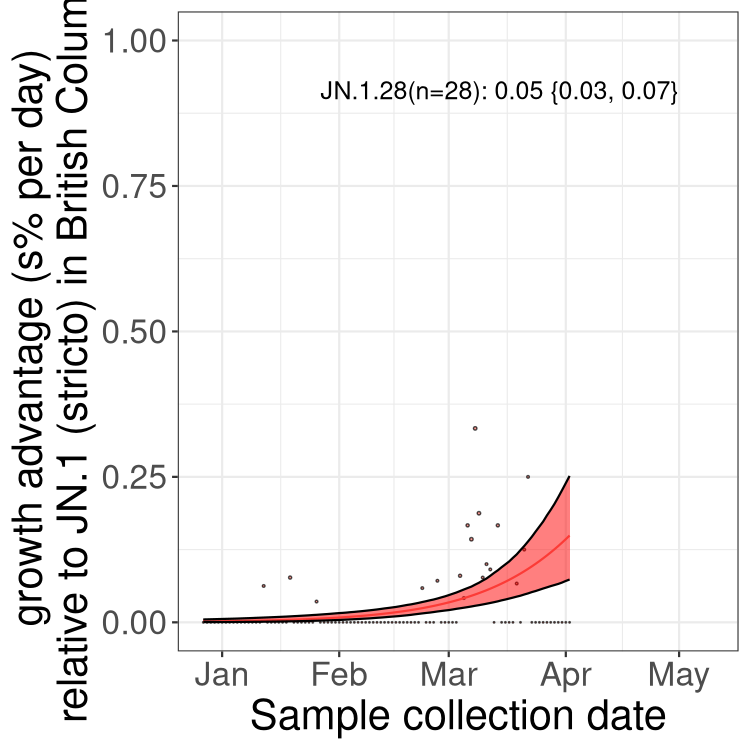 growth advantage (s% per day)
relative to JN.1 (stricto) in British Colum
1.00
0.75
0.50
0.25
0.00
JN.1.28(n=28): 0.05 {0.03, 0.07}
Jan Feb Mar Apr May
Sample collection date